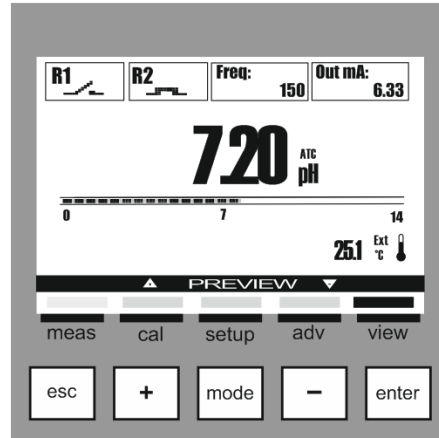 R1 R2 Freq: Out mA:
150 6.33
7.20 ATC pH
0 7 14
25.1 Ext °C
PREVIEW
meas cal setup adv view
esc + mode − enter